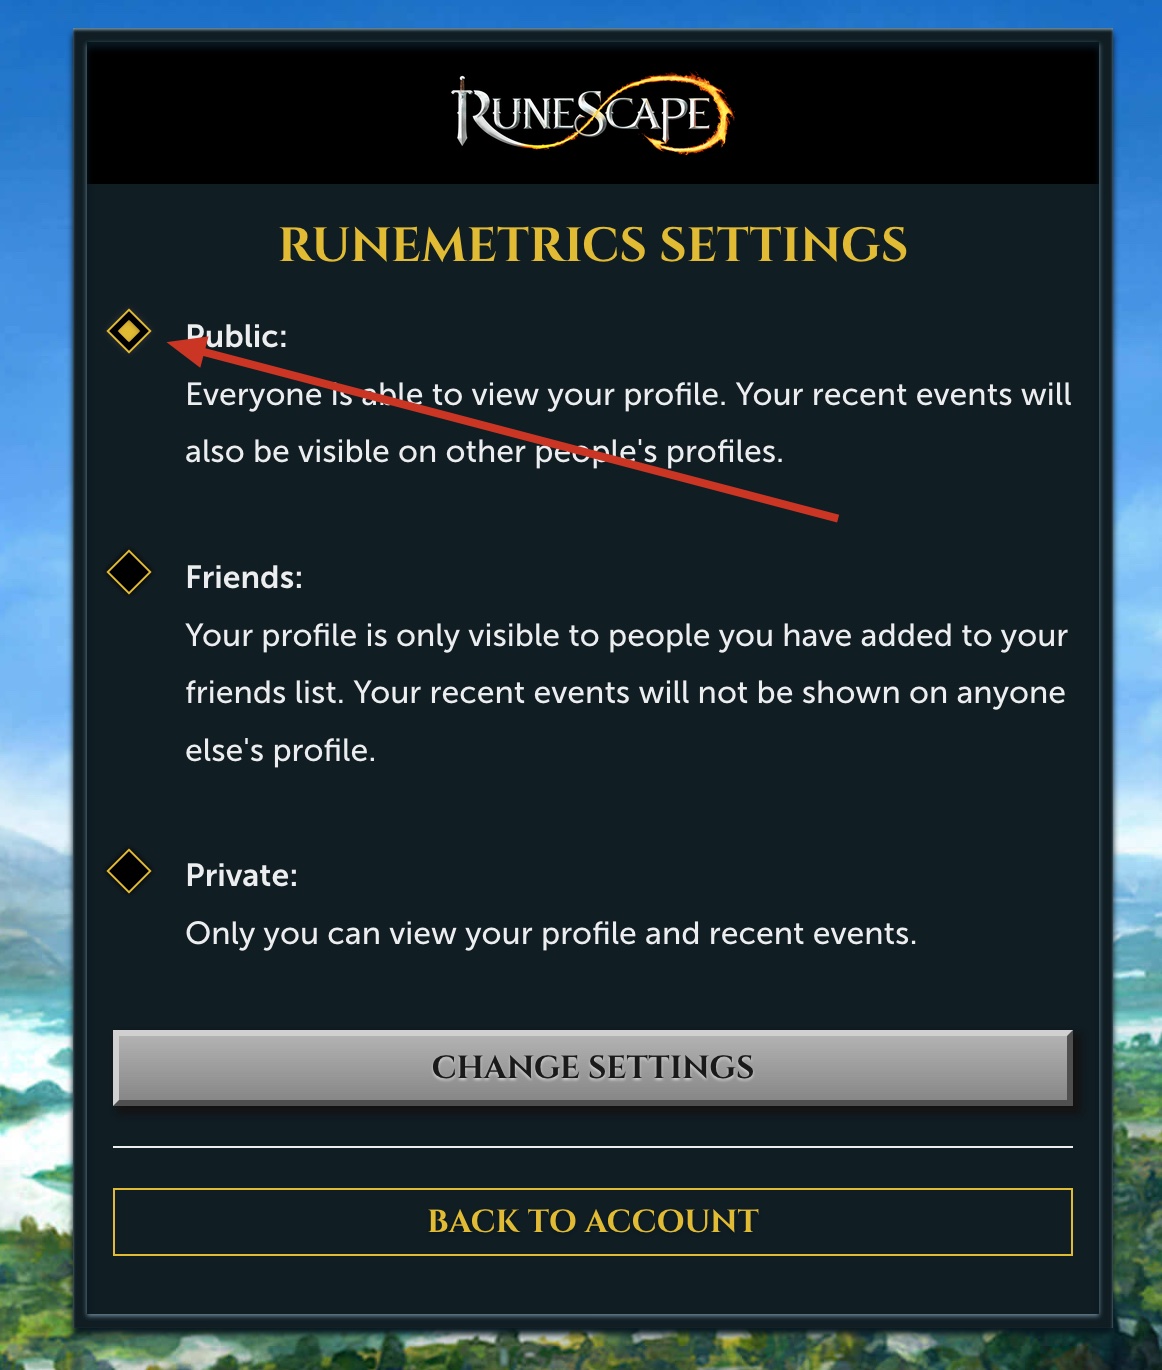 RUNESCAPE
RUNEMETRICS SETTINGS
Public:
Everyone is able to view your profile. Your recent events will
also be visible on other people's profiles.
Friends:
Your profile is only visible to people you have added to your
friends list. Your recent events will not be shown on anyone
else's profile.
Private:
Only you can view your profile and recent events.
CHANGE SETTINGS
BACK TO ACCOUNT